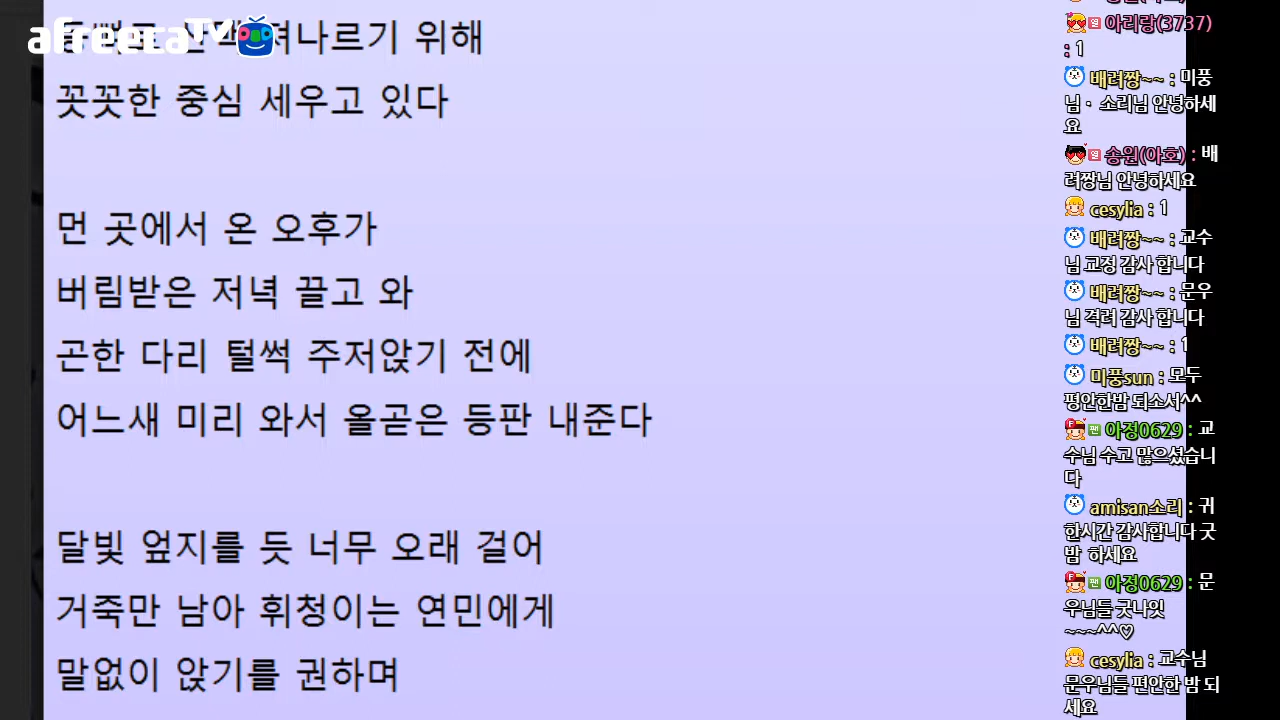 afreecaTV
져나르기 위해
꼿꼿한 중심 세우고 있다
먼 곳에서 온 오후가
버림받은 저녁 끌고 와
곤한 다리 털썩 주저앉기 전에
어느새 미리 와서 올곧은 등판 내준다
달빛 엎지를 듯 너무 오래 걸어
거죽만 남아 휘청이는 연민에게
말없이 앉기를 권하며
아리랑(3737)
: 1
배려짱~~ : 미풍
님· 소리님 안녕하세
요
송원(아호) : 배
려짱님 안녕하세요
cesylia : 1
배려짱~~ : 교수
님 교정 감사 합니다
배려짱~~ : 문우
님 격려 감사 합니다
배려짱~~ : 1
미풍sun : 모두
평안한밤 되소서^^
아경0629 : 교
수님 수고 많으셨습니
다
amisan소리 : 귀
한시간 감사합니다 굿
밤 하세요
아경0629 : 문
우님들 굿나잇
~~~^^♡
cesylia : 교수님
문우님들 편안한 밤 되
세요